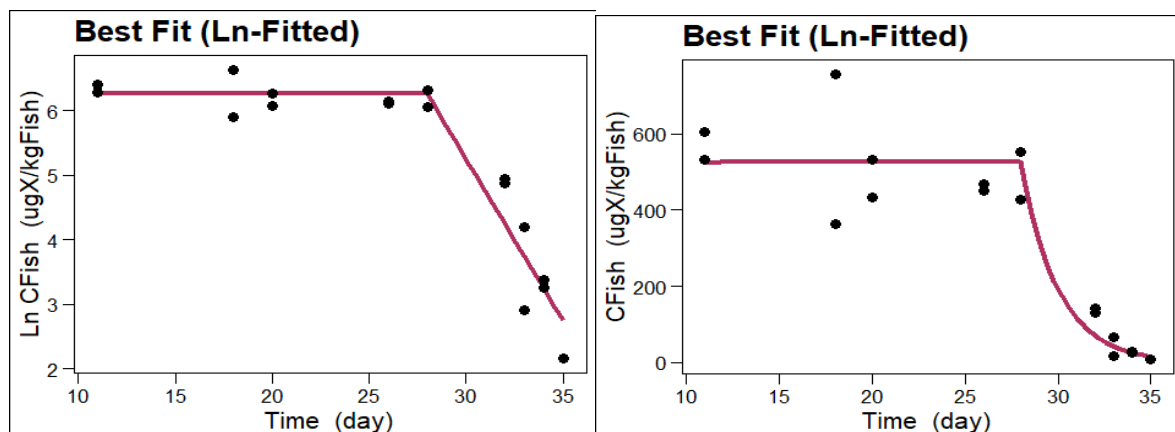 Best Fit (Ln-Fitted)
Ln CFish (ugX/kgFish)
6
5
4
3
2
10 15 20 25 30 35
Time (day)
Best Fit (Ln-Fitted)
CFish (ugX/kgFish)
600
400
200
0
10 15 20 25 30 35
Time (day)